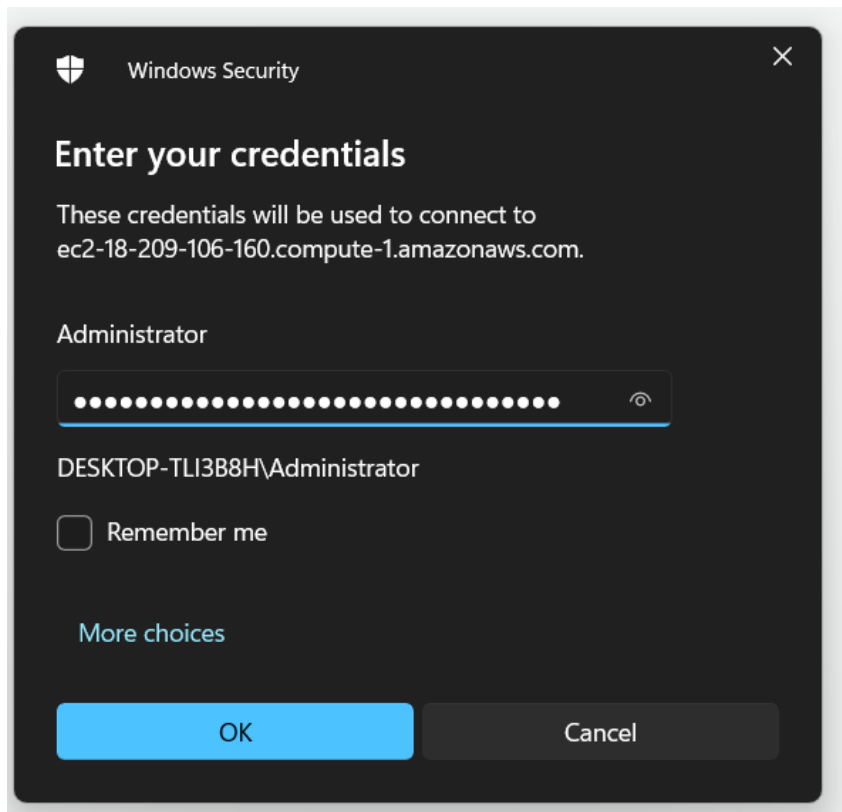 Windows Security
Enter your credentials
These credentials will be used to connect to
ec2-18-209-106-160.compute-1.amazonaws.com.
Administrator
••••••••••••••••••••••••••••••••
DESKTOP-TLI3B8H\Administrator
Remember me
More choices
OK
Cancel